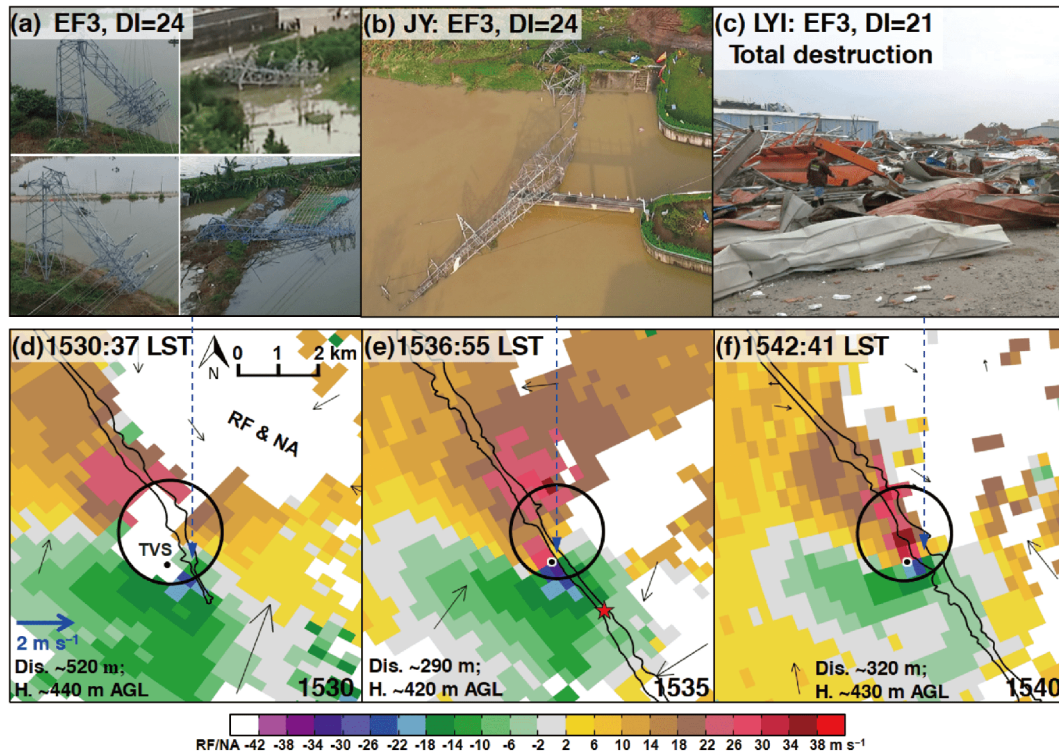 (a) EF3, DI=24
(b) JY: EF3, DI=24
(c) LYI: EF3, DI=21
Total destruction
(d)1530:37 LST
N
0 1 2 km
RF & NA
TVS
2 m s⁻¹
Dis. ~520 m;
H. ~440 m AGL
1530
(e)1536:55 LST
Dis. ~290 m;
H. ~420 m AGL
1535
(f)1542:41 LST
Dis. ~320 m;
H. ~430 m AGL
1540
RF/NA -42 -38 -34 -30 -26 -22 -18 -14 -10 -6 -2 2 6 10 14 18 22 26 30 34 38 m s⁻¹